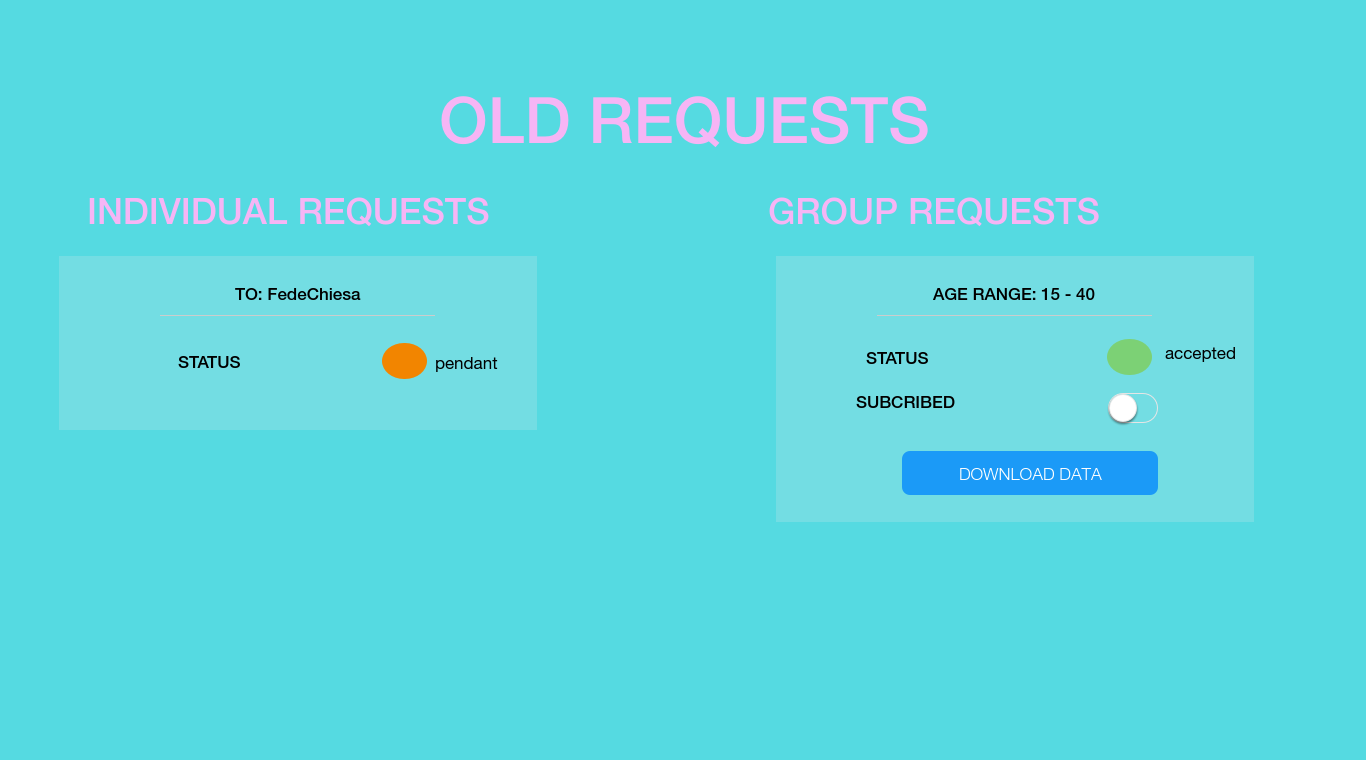 OLD REQUESTS
INDIVIDUAL REQUESTS
TO: FedeChiesa
STATUS pendant
GROUP REQUESTS
AGE RANGE: 15 - 40
STATUS accepted
SUBCRIBED
DOWNLOAD DATA